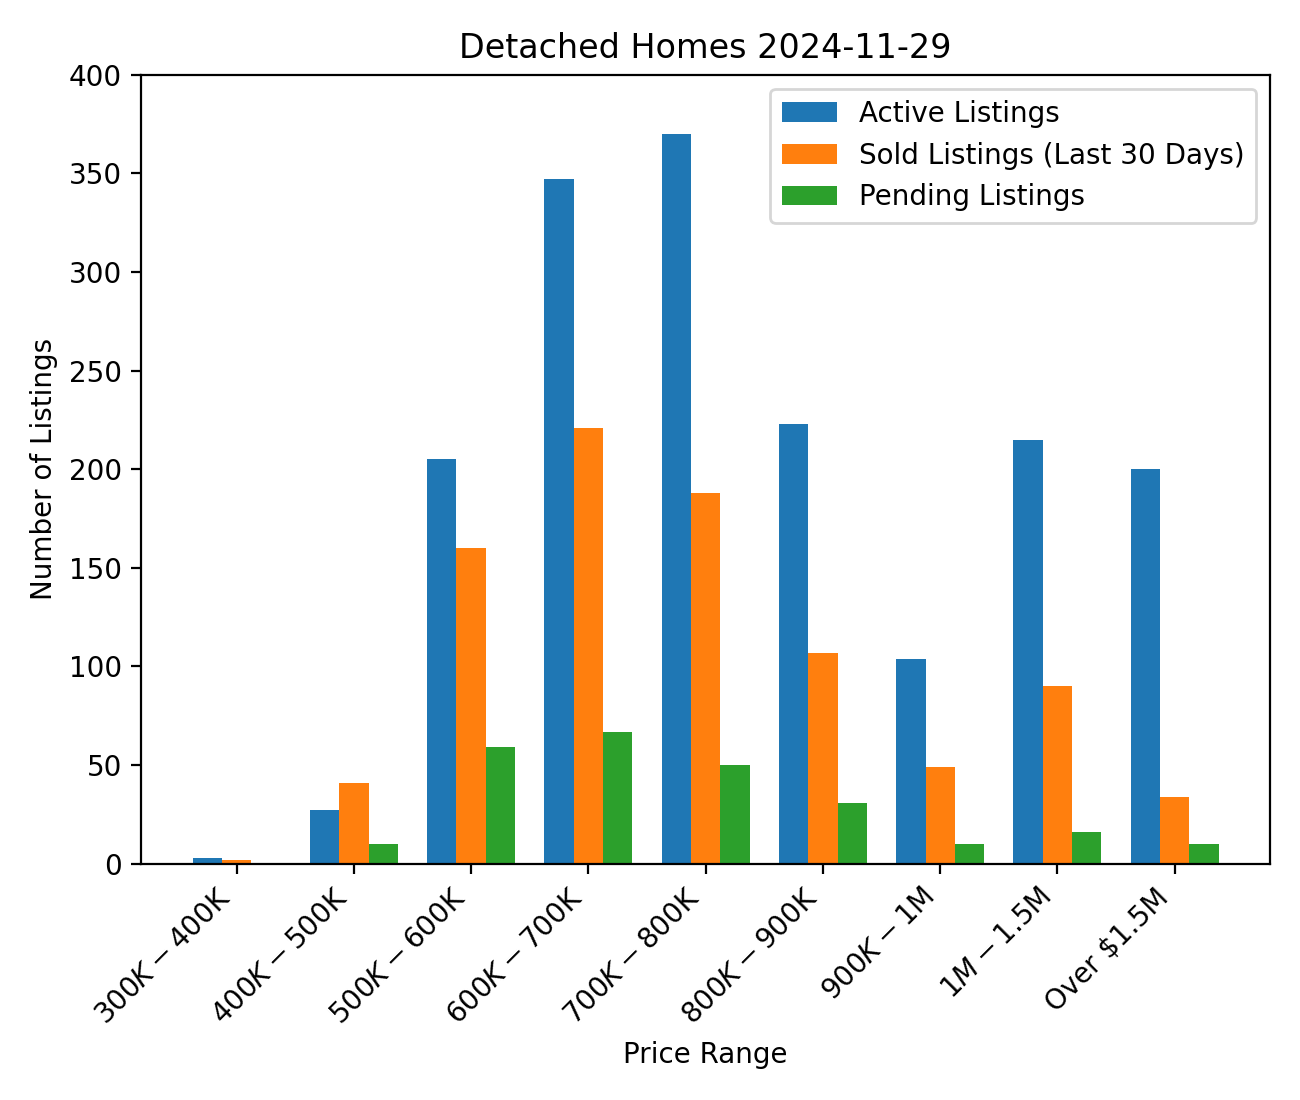 Detached Homes 2024-11-29
Active Listings
Sold Listings (Last 30 Days)
Pending Listings
Number of Listings
400
350
300
250
200
150
100
50
0
300K − 400K
400K − 500K
500K − 600K
600K − 700K
700K − 800K
800K − 900K
900K − 1M
1M − 1.5M
Over $1.5M
Price Range